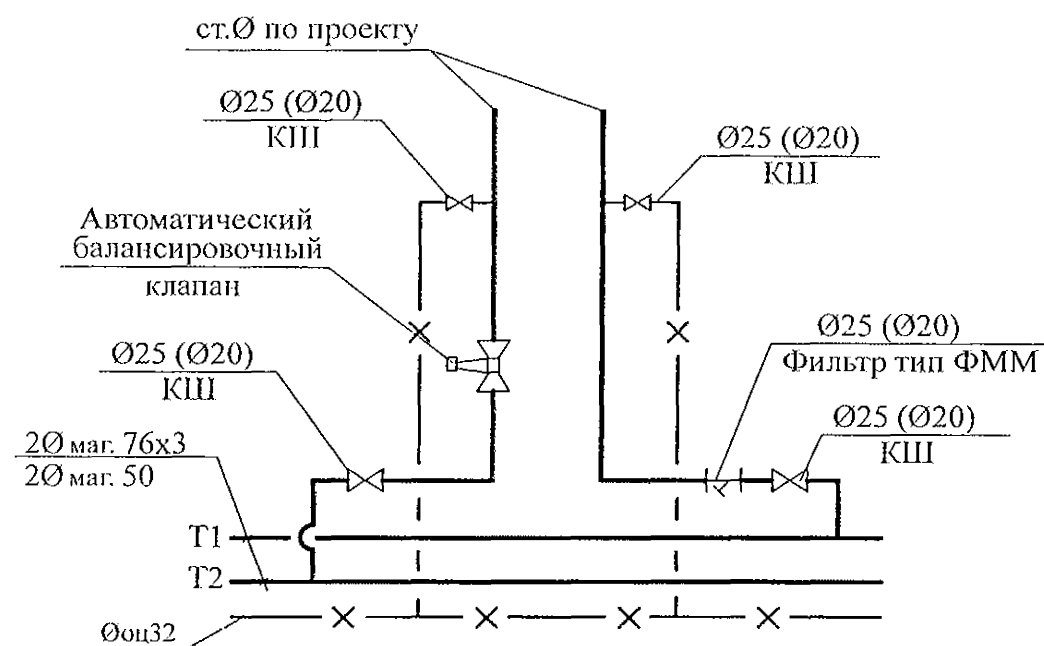 ст.Ø по проекту
Ø25 (Ø20)
КШ
Ø25 (Ø20)
КШ
Автоматический
балансировочный
клапан
Ø25 (Ø20)
Фильтр тип ФММ
Ø25 (Ø20)
КШ
Ø25 (Ø20)
КШ
2Ø маг. 76х3
2Ø маг. 50
Т1
Т2
Øоц32